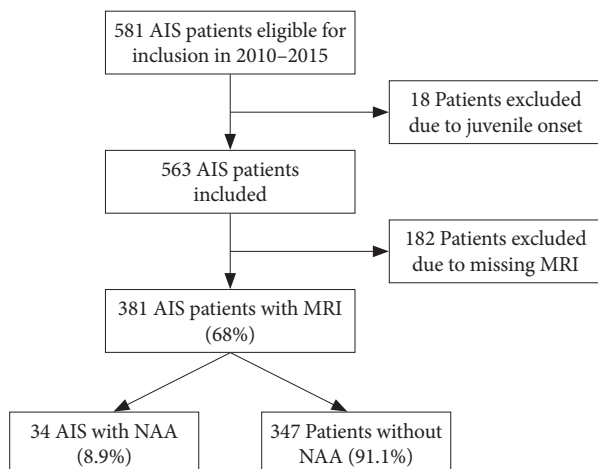 581 AIS patients eligible for
inclusion in 2010–2015
18 Patients excluded
due to juvenile onset
563 AIS patients
included
182 Patients excluded
due to missing MRI
381 AIS patients with MRI
(68%)
34 AIS with NAA
(8.9%)
347 Patients without
NAA (91.1%)